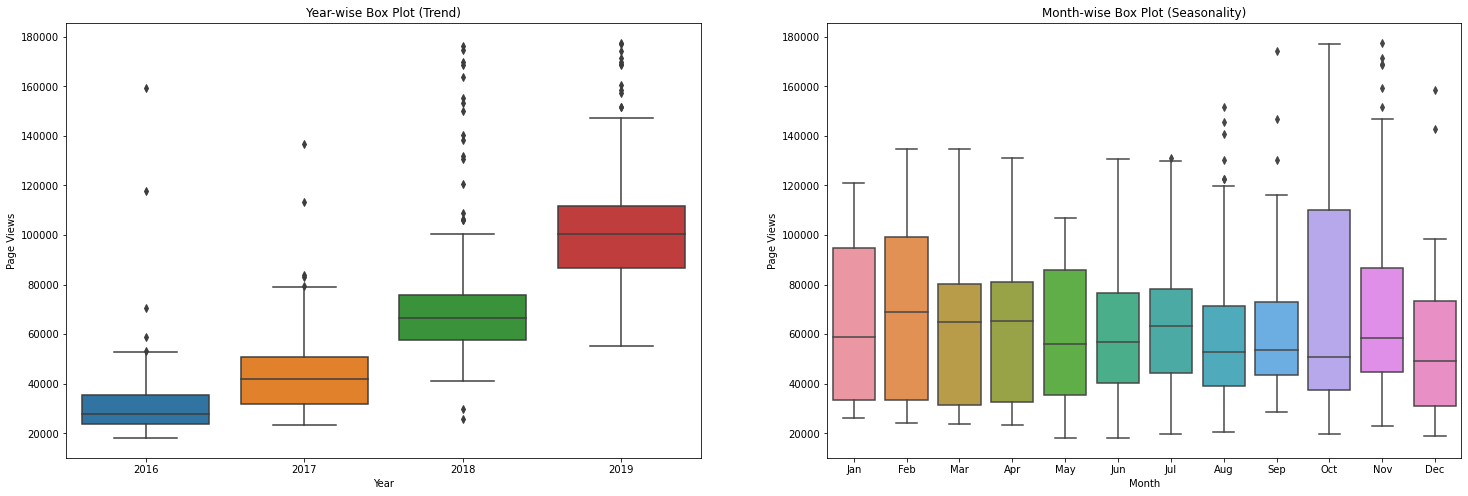 Year-wise Box Plot (Trend)
180000
160000
140000
120000
100000
80000
60000
40000
20000
Page Views
2016 2017 2018 2019
Year
Month-wise Box Plot (Seasonality)
180000
160000
140000
120000
100000
80000
60000
40000
20000
Page Views
Jan Feb Mar Apr May Jun Jul Aug Sep Oct Nov Dec
Month